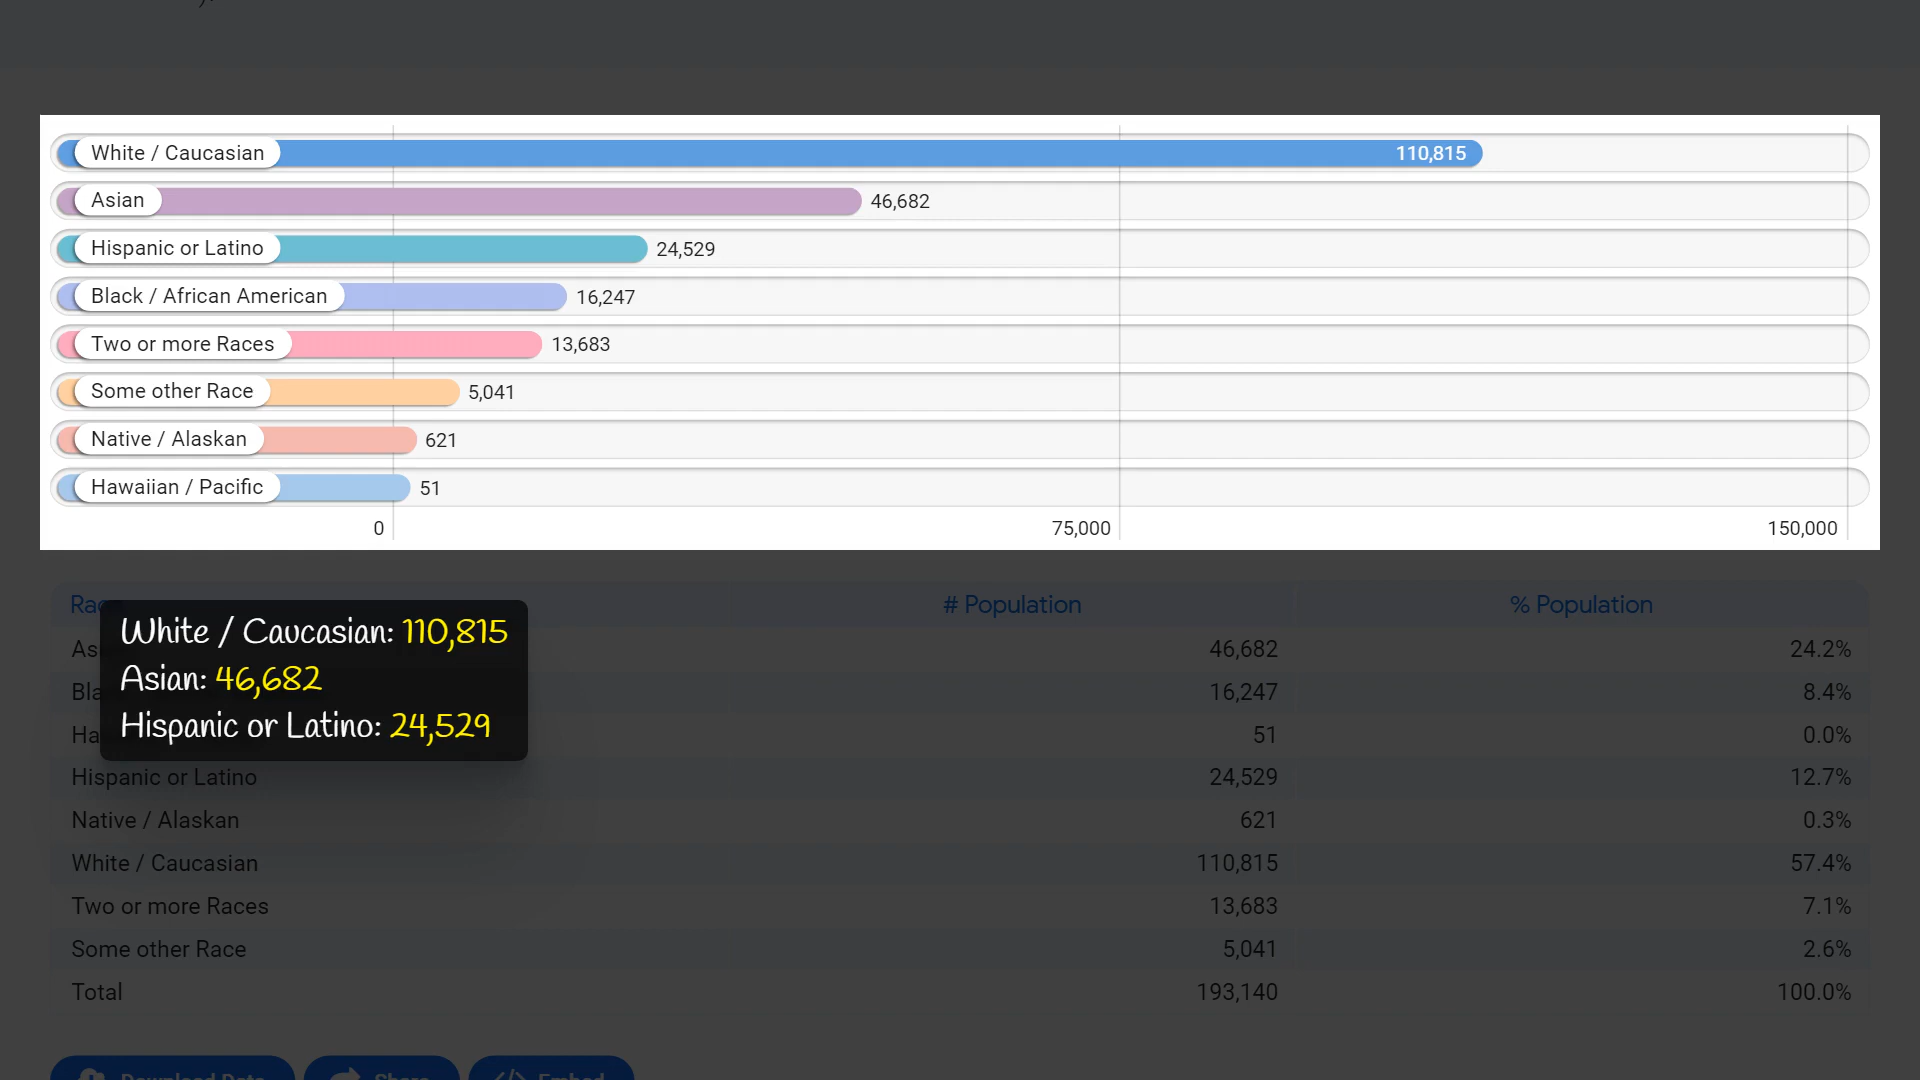 White / Caucasian 110,815
Asian 46,682
Hispanic or Latino 24,529
Black / African American 16,247
Two or more Races 13,683
Some other Race 5,041
Native / Alaskan 621
Hawaiian / Pacific 51
0 75,000 150,000
# Population % Population
White / Caucasian: 110,815
Asian: 46,682
Hispanic or Latino: 24,529
46,682 24.2%
16,247 8.4%
51 0.0%
Hispanic or Latino 24,529 12.7%
Native / Alaskan 621 0.3%
White / Caucasian 110,815 57.4%
Two or more Races 13,683 7.1%
Some other Race 5,041 2.6%
Total 193,140 100.0%
Download Data Share Embed